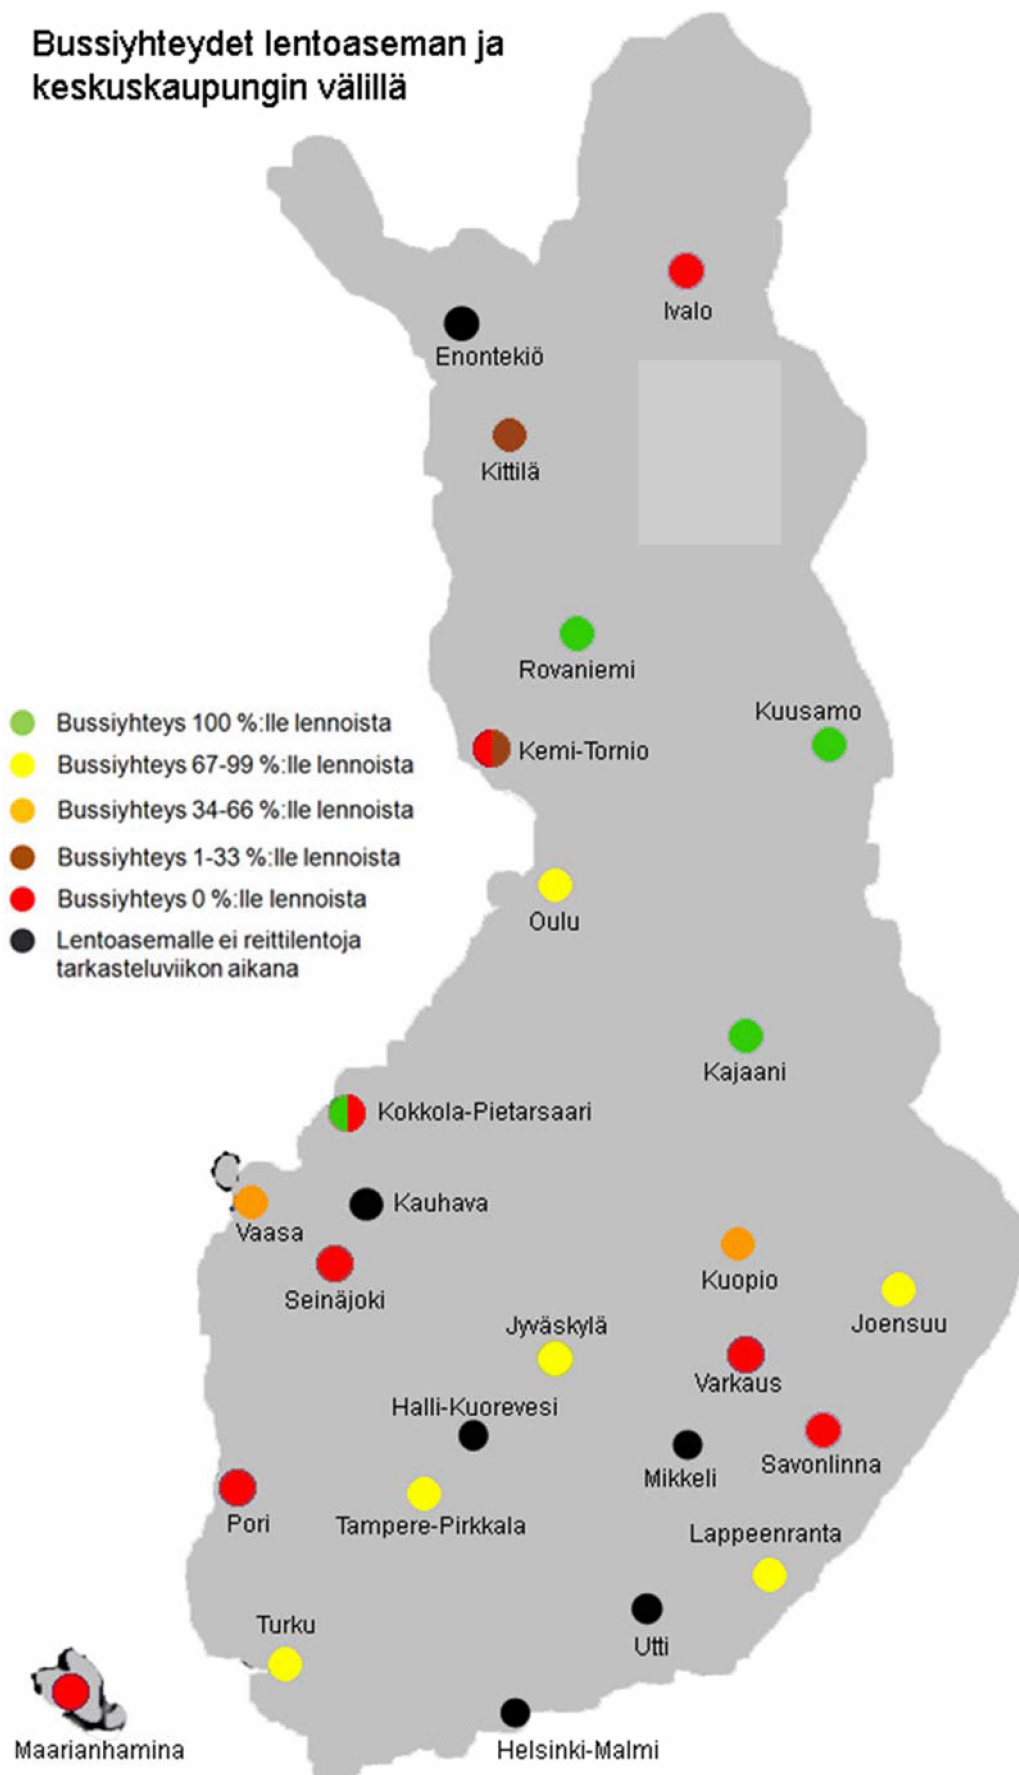 Bussiyhteydet lentoaseman ja
keskuskaupungin välillä
Ivalo
Enontekiö
Kittilä
Rovaniemi
Kuusamo
Kemi-Tornio
Bussiyhteys 100 %:lle lennoista
Bussiyhteys 67-99 %:lle lennoista
Bussiyhteys 34-66 %:lle lennoista
Bussiyhteys 1-33 %:lle lennoista
Bussiyhteys 0 %:lle lennoista
Lentoasemalle ei reittilentoja
tarkasteluviikon aikana
Oulu
Kajaani
Kokkola-Pietarsaari
Kauhava
Vaasa
Seinäjoki
Kuopio
Joensuu
Jyväskylä
Varkaus
Halli-Kuorevesi
Savonlinna
Mikkeli
Pori
Tampere-Pirkkala
Lappeenranta
Turku
Utti
Maarianhamina
Helsinki-Malmi